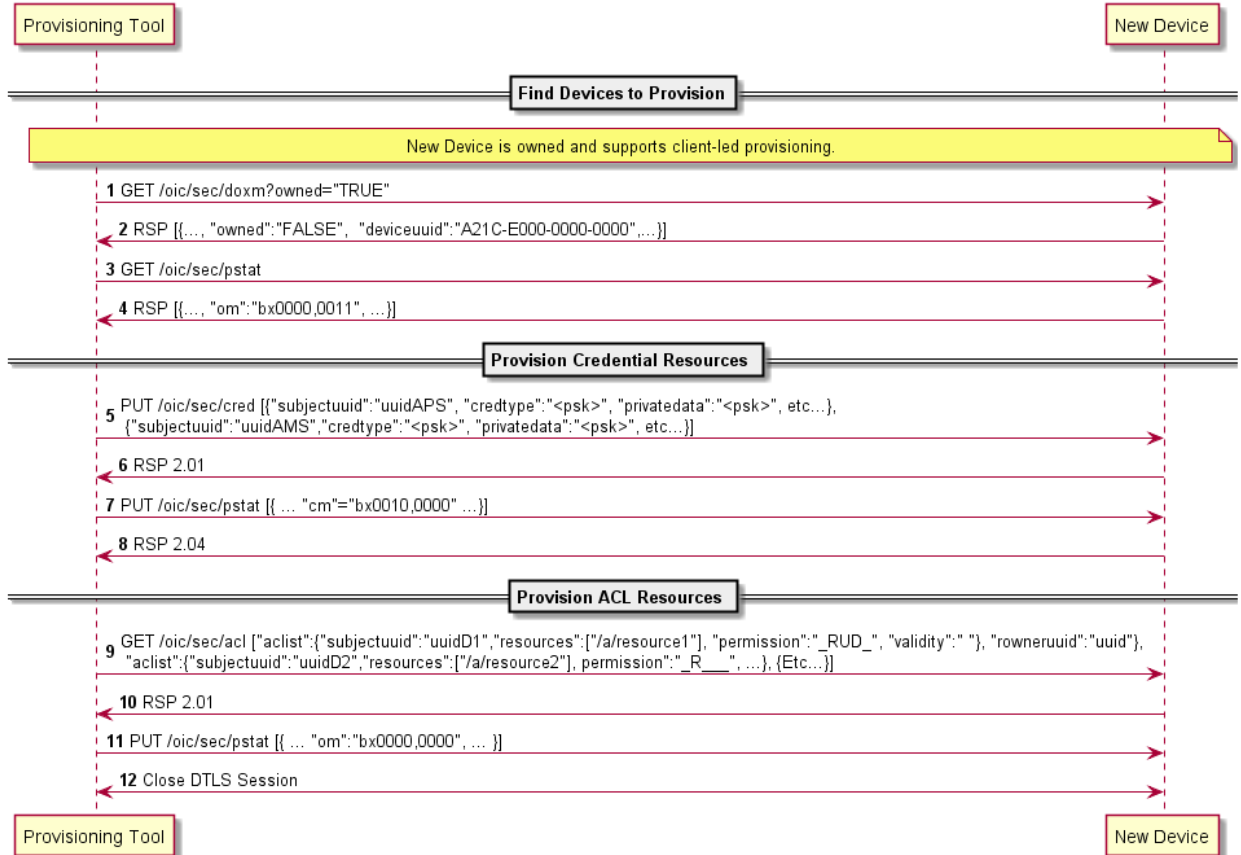 Provisioning Tool
New Device
Find Devices to Provision
New Device is owned and supports client-led provisioning.
1 GET /oic/sec/doxm?owned="TRUE"
2 RSP [{..., "owned":"FALSE", "deviceuuid":"A21C-E000-0000-0000",...}]
3 GET /oic/sec/pstat
4 RSP [{..., "om":"bx0000,0011", ...}]
Provision Credential Resources
5 PUT /oic/sec/cred [{"subjectuuid":"uuidAPS", "credtype":"<psk>", "privatedata":"<psk>", etc...},
{"subjectuuid":"uuidAMS","credtype":"<psk>", "privatedata":"<psk>", etc...}]
6 RSP 2.01
7 PUT /oic/sec/pstat [{ ... "cm"="bx0010,0000" ...}]
8 RSP 2.04
Provision ACL Resources
9 GET /oic/sec/acl ["aclist":{"subjectuuid":"uuidD1","resources":["/a/resource1"], "permission":"_RUD_", "validity":" "}, "rowneruuid":"uuid"},
"aclist":{"subjectuuid":"uuidD2","resources":["/a/resource2"], permission":"_R___", ...}, {Etc...}]
10 RSP 2.01
11 PUT /oic/sec/pstat [{ ... "om":"bx0000,0000", ... }]
12 Close DTLS Session
Provisioning Tool
New Device